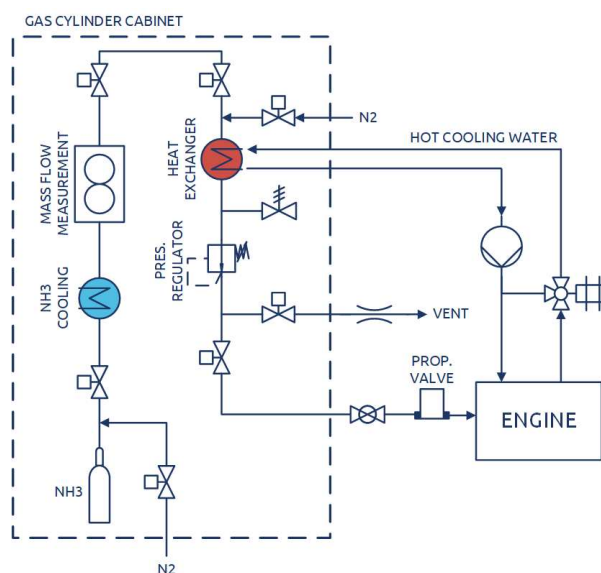 GAS CYLINDER CABINET
N2
HOT COOLING WATER
MASS FLOW
MEASUREMENT
HEAT
EXCHANGER
PRES.
REGULATOR
NH3
COOLING
VENT
PROP.
VALVE
ENGINE
NH3
N2